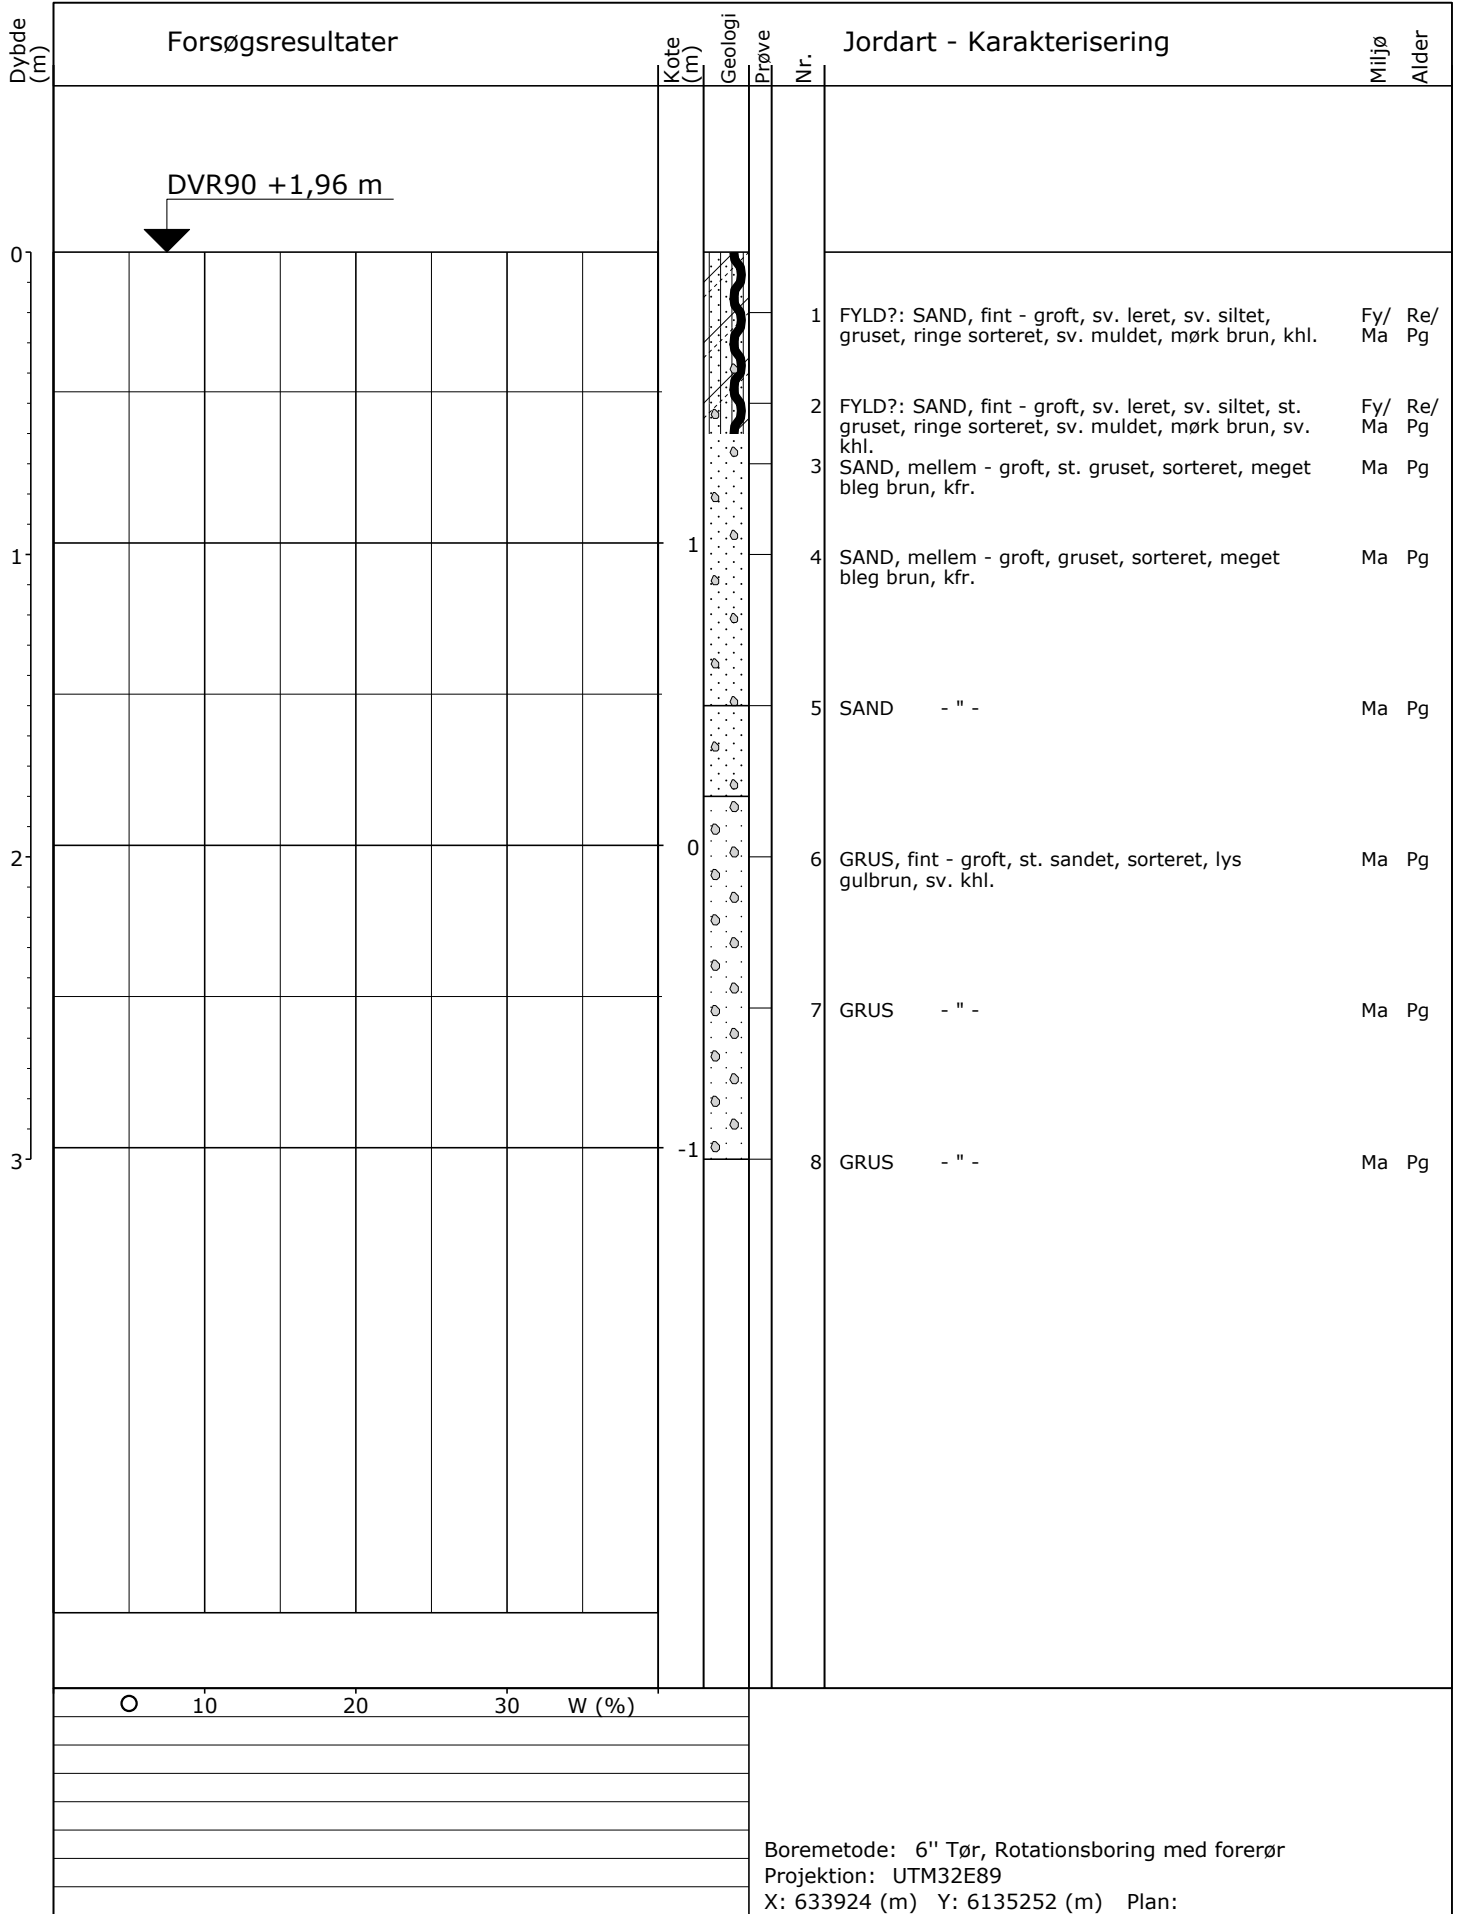 Dybde
(m)
Forsøgsresultater
Kote
(m)
Geologi
Prøve
Nr.
Jordart - Karakterisering
Miljø
Alder
DVR90 +1,96 m
0
1 FYLD?: SAND, fint - groft, sv. leret, sv. siltet, Fy/ Re/
gruset, ringe sorteret, sv. muldet, mørk brun, khl. Ma Pg
2 FYLD?: SAND, fint - groft, sv. leret, sv. siltet, st. Fy/ Re/
gruset, ringe sorteret, sv. muldet, mørk brun, sv. Ma Pg
khl.
3 SAND, mellem - groft, st. gruset, sorteret, meget Ma Pg
bleg brun, kfr.
1
1
4 SAND, mellem - groft, gruset, sorteret, meget Ma Pg
bleg brun, kfr.
5 SAND - " - Ma Pg
0
2
6 GRUS, fint - groft, st. sandet, sorteret, lys Ma Pg
gulbrun, sv. khl.
7 GRUS - " - Ma Pg
-1
3
8 GRUS - " - Ma Pg
10 20 30 W (%)
Boremetode: 6'' Tør, Rotationsboring med forerør
Projektion: UTM32E89
X: 633924 (m) Y: 6135252 (m) Plan: